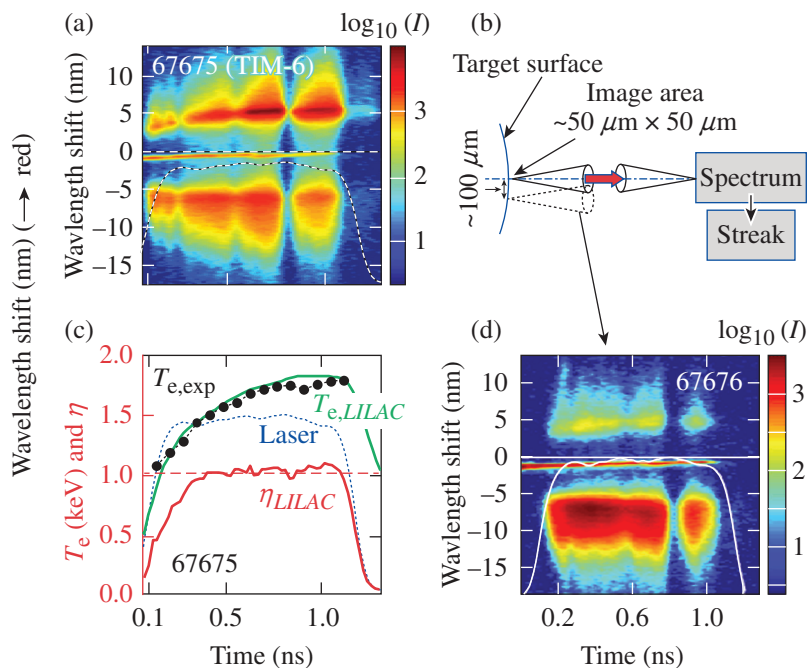 (a)
log10 (I)
67675 (TIM-6)
Wavlength shift (nm)
10
5
0
−5
−10
−15
3
2
1
Wavelength shift (nm) (→ red)
(b)
Target surface
Image area
~50 μm × 50 μm
~100 μm
Spectrum
Streak
(c)
Te (keV) and η
2.0
1.5
1.0
0.5
0.0
Te,exp
Te,LILAC
Laser
ηLILAC
67675
0.1
0.5
1.0
Time (ns)
(d)
log10 (I)
67676
Wavlength shift (nm)
10
5
0
−5
−10
−15
0.2
0.6
1.0
Time (ns)
3
2
1